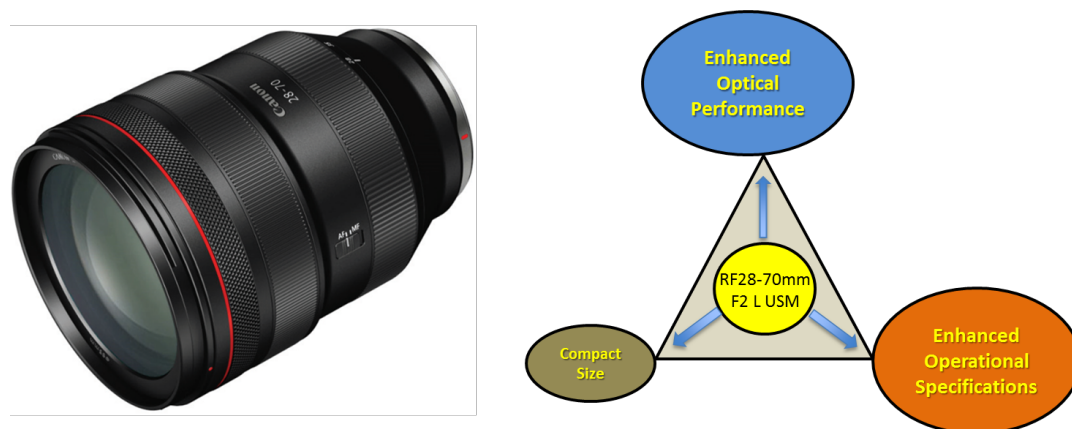 Canon
28-70
AF MF
Enhanced
Optical
Performance
RF28-70mm
F2 L USM
Compact
Size
Enhanced
Operational
Specifications